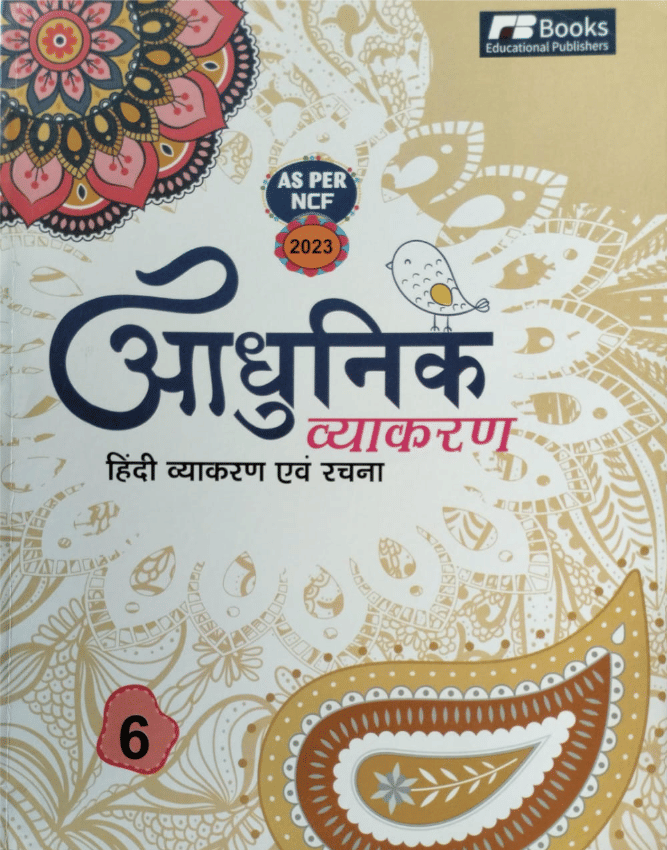 Books
Educational Publishers
AS PER
NCF
2023
आधुनिक
व्याकरण
हिंदी व्याकरण एवं रचना
6